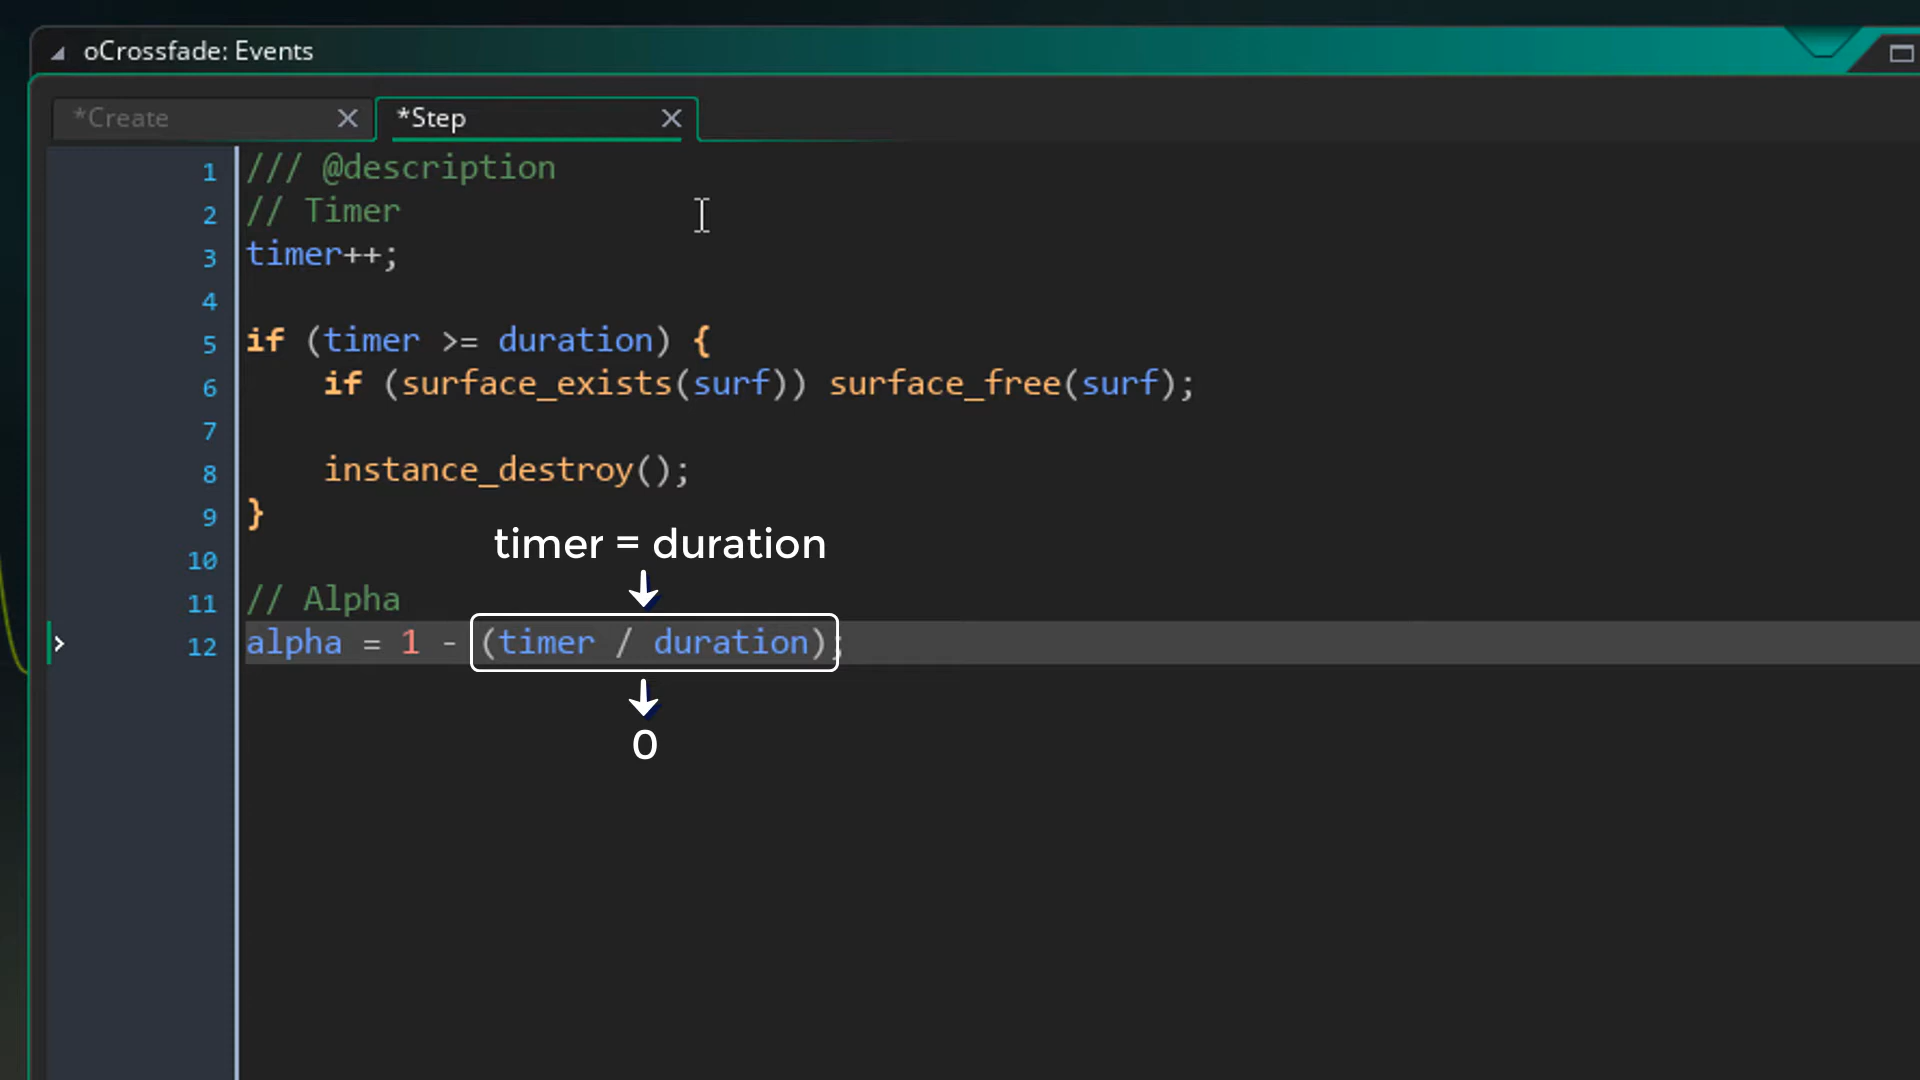 oCrossfade: Events
*Create
*Step
1 /// @description
2 // Timer
3 timer++;
4
5 if (timer >= duration) {
6 if (surface_exists(surf)) surface_free(surf);
7
8 instance_destroy();
9 }
timer = duration
10
11 // Alpha
12 alpha = 1 - (timer / duration);
0